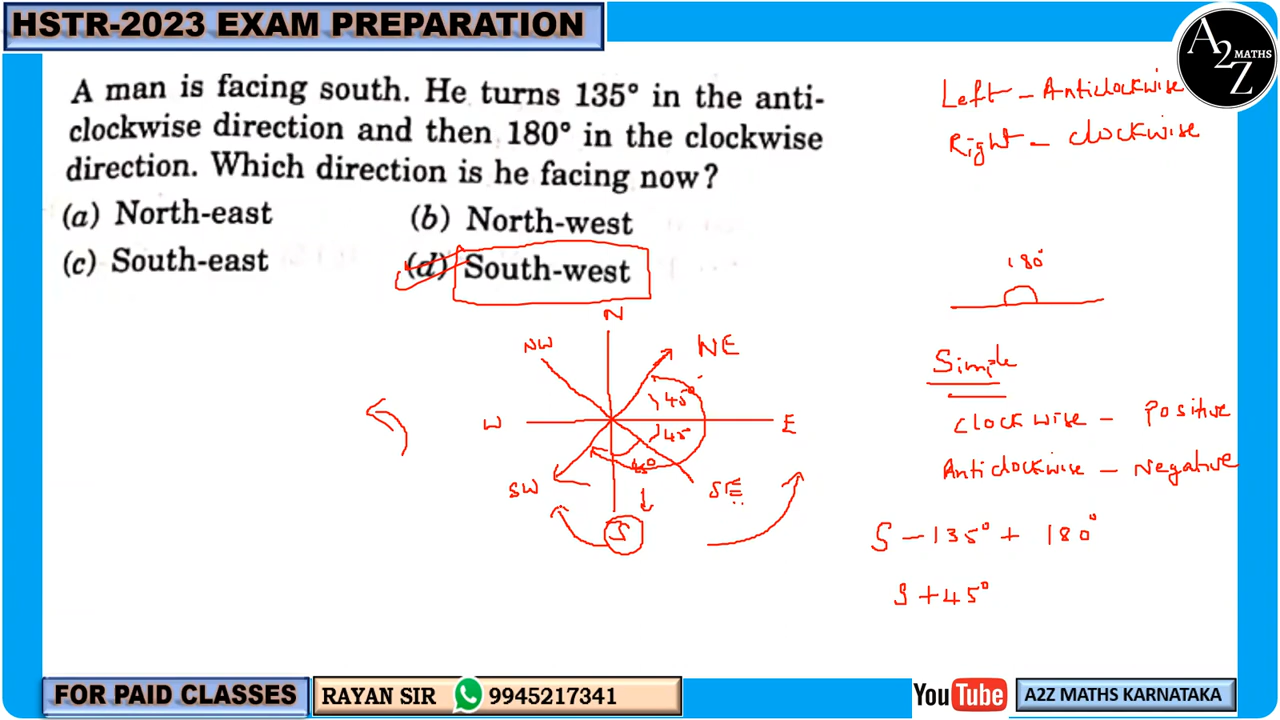 HSTR-2023 EXAM PREPARATION
A2Z MATHS
A man is facing south. He turns 135° in the anti-
clockwise direction and then 180° in the clockwise
direction. Which direction is he facing now?
(a) North-east
(b) North-west
(c) South-east
(d) South-west
Left - Anticlockwise
Right - clockwise
180°
Simple
clockwise - Positive
Anticlockwise - Negative
S - 135° + 180°
S + 45°
N
NW
NE
45°
W
E
45
45°
SW
SE
S
FOR PAID CLASSES
RAYAN SIR 9945217341
YouTube
A2Z MATHS KARNATAKA